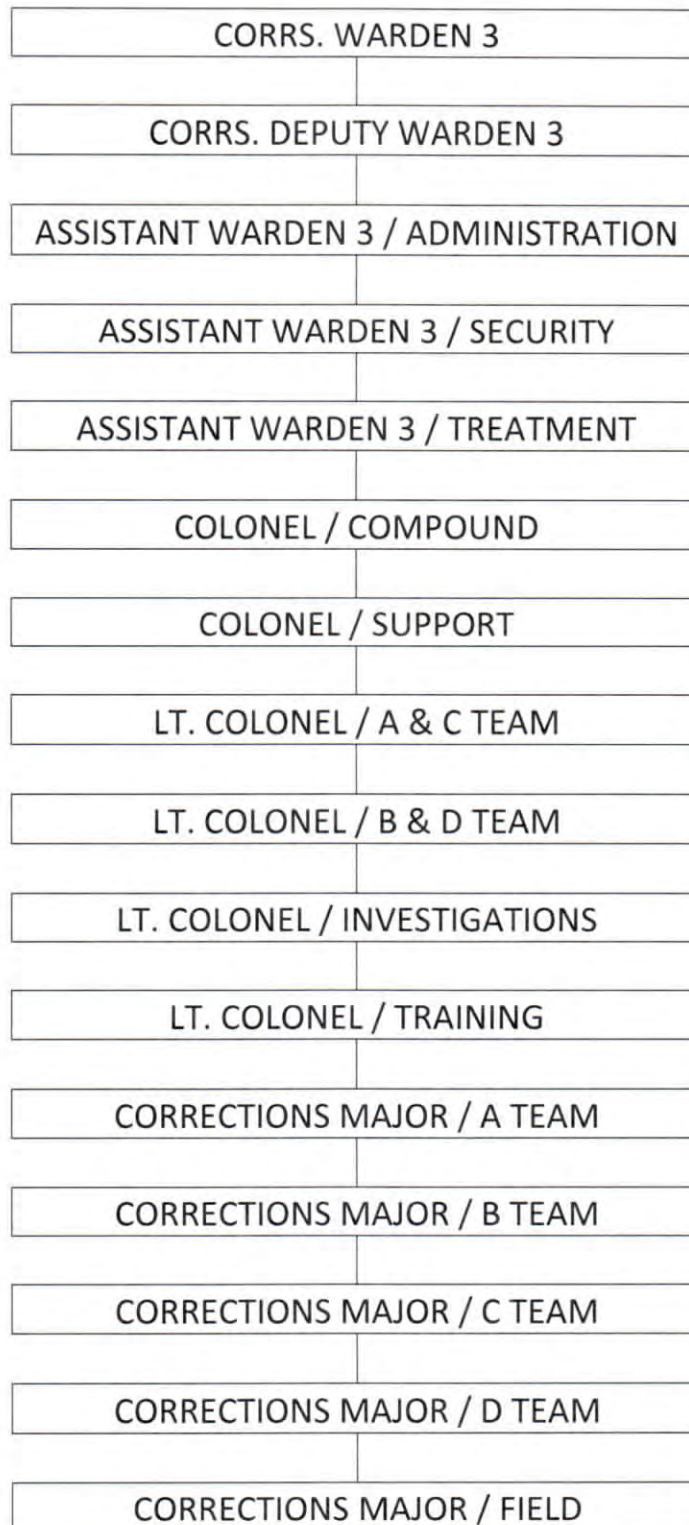 CORRS. WARDEN 3
CORRS. DEPUTY WARDEN 3
ASSISTANT WARDEN 3 / ADMINISTRATION
ASSISTANT WARDEN 3 / SECURITY
ASSISTANT WARDEN 3 / TREATMENT
COLONEL / COMPOUND
COLONEL / SUPPORT
LT. COLONEL / A & C TEAM
LT. COLONEL / B & D TEAM
LT. COLONEL / INVESTIGATIONS
LT. COLONEL / TRAINING
CORRECTIONS MAJOR / A TEAM
CORRECTIONS MAJOR / B TEAM
CORRECTIONS MAJOR / C TEAM
CORRECTIONS MAJOR / D TEAM
CORRECTIONS MAJOR / FIELD